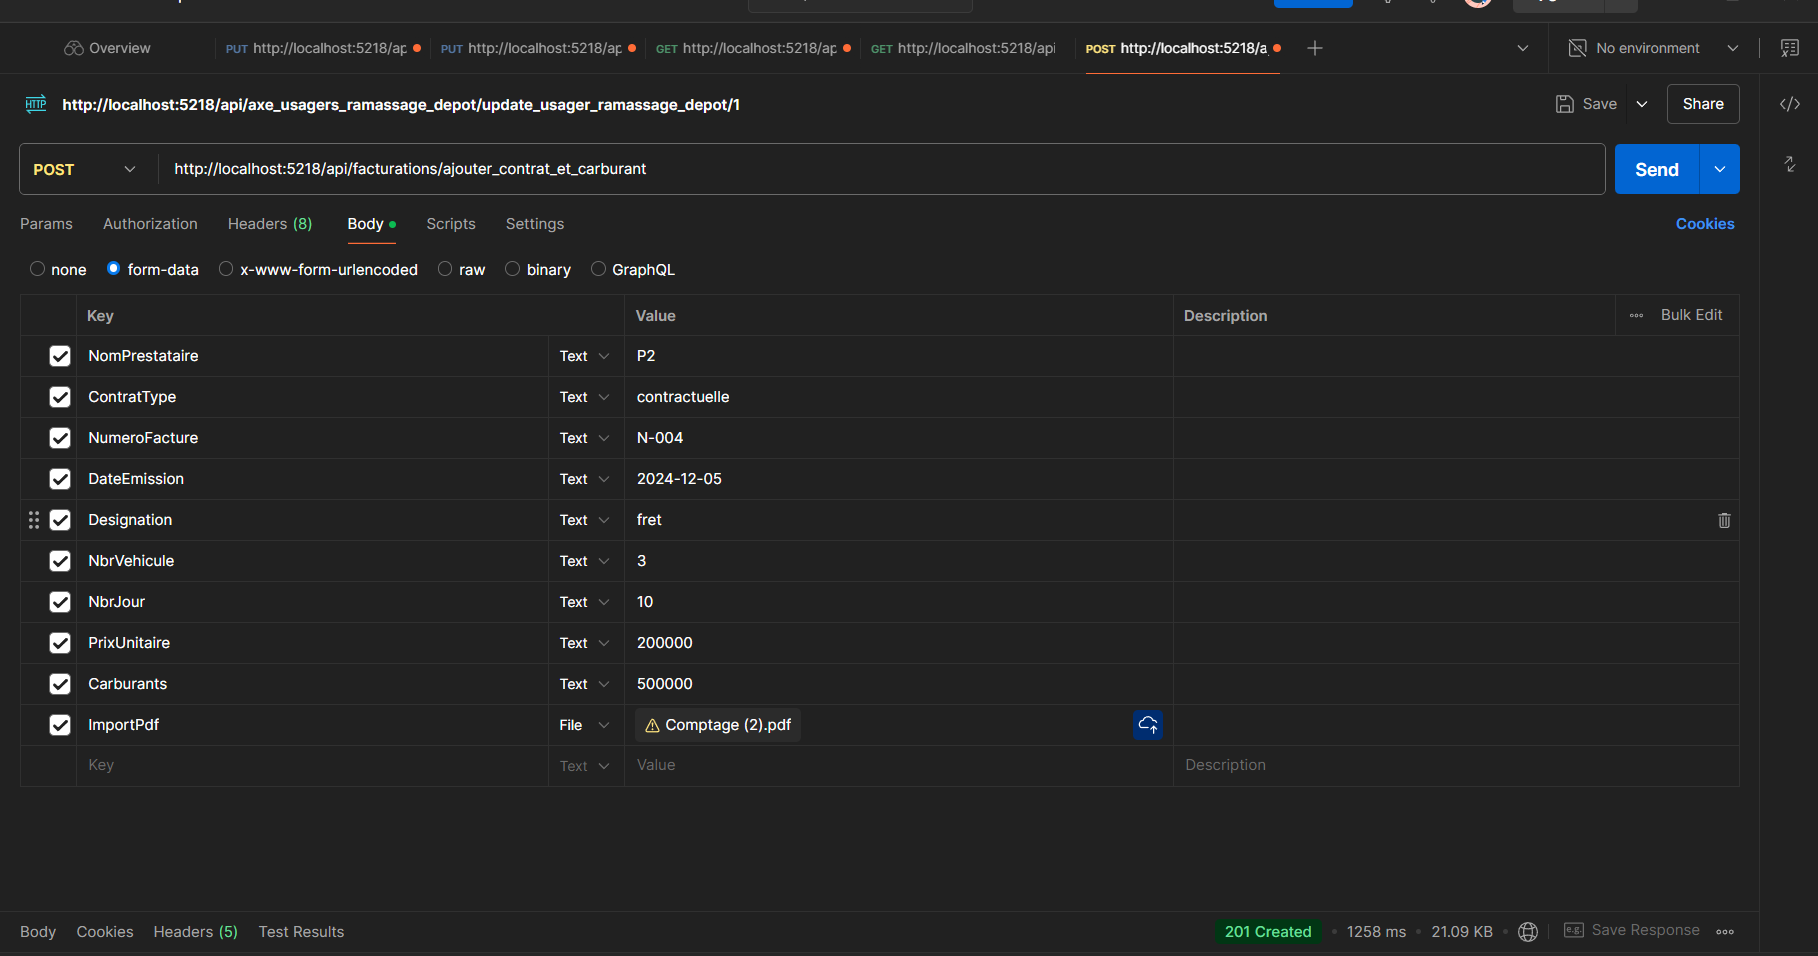 Overview PUT http://localhost:5218/ap PUT http://localhost:5218/ap GET http://localhost:5218/ap GET http://localhost:5218/api POST http://localhost:5218/a No environment
HTTP http://localhost:5218/api/axe_usagers_ramassage_depot/update_usager_ramassage_depot/1 Save Share
POST http://localhost:5218/api/facturations/ajouter_contrat_et_carburant Send
Params Authorization Headers (8) Body Scripts Settings Cookies
none form-data x-www-form-urlencoded raw binary GraphQL
Key Value Description Bulk Edit
NomPrestataire Text P2
ContratType Text contractuelle
NumeroFacture Text N-004
DateEmission Text 2024-12-05
Designation Text fret
NbrVehicule Text 3
NbrJour Text 10
PrixUnitaire Text 200000
Carburants Text 500000
ImportPdf File Comptage (2).pdf
Key Text Value Description
Body Cookies Headers (5) Test Results 201 Created 1258 ms 21.09 KB e.g. Save Response